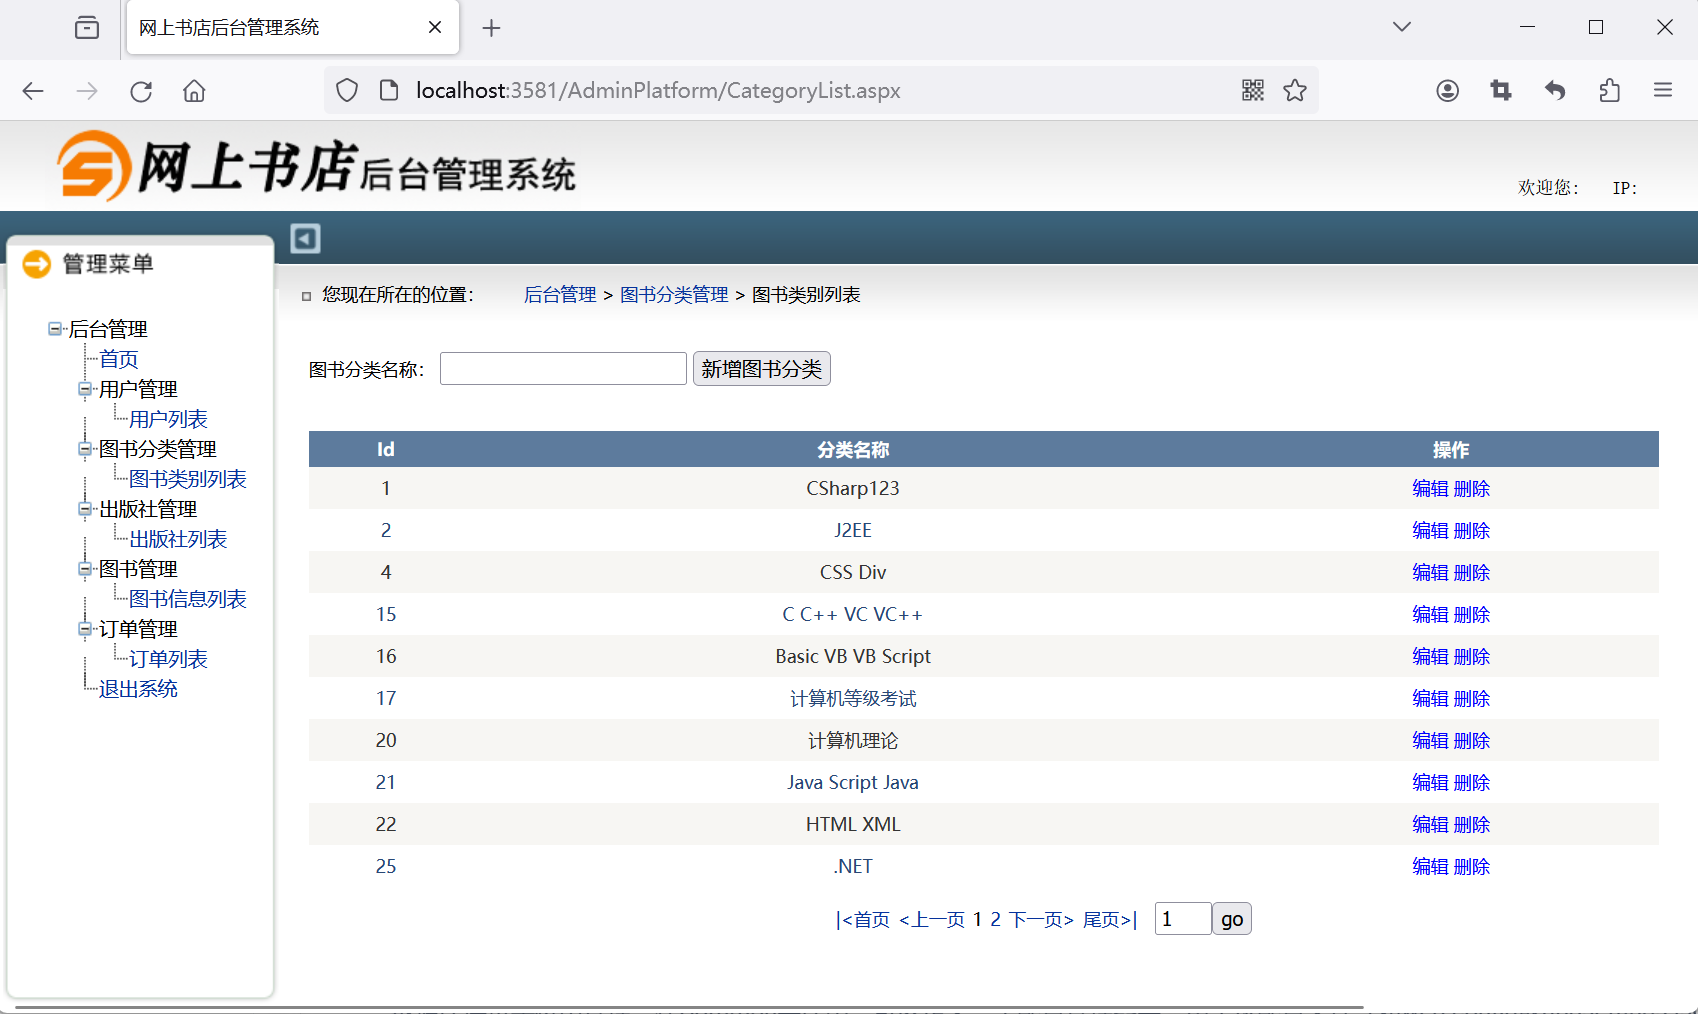 网上书店后台管理系统
localhost:3581/AdminPlatform/CategoryList.aspx
网上书店后台管理系统
欢迎您： IP:
管理菜单
后台管理
首页
用户管理
用户列表
图书分类管理
图书类别列表
出版社管理
出版社列表
图书管理
图书信息列表
订单管理
订单列表
退出系统
您现在所在的位置： 后台管理 > 图书分类管理 > 图书类别列表
图书分类名称： 新增图书分类
Id 分类名称 操作
1 CSharp123 编辑 删除
2 J2EE 编辑 删除
4 CSS Div 编辑 删除
15 C C++ VC VC++ 编辑 删除
16 Basic VB VB Script 编辑 删除
17 计算机等级考试 编辑 删除
20 计算机理论 编辑 删除
21 Java Script Java 编辑 删除
22 HTML XML 编辑 删除
25 .NET 编辑 删除
|<首页 <上一页 1 2 下一页> 尾页>| 1 go